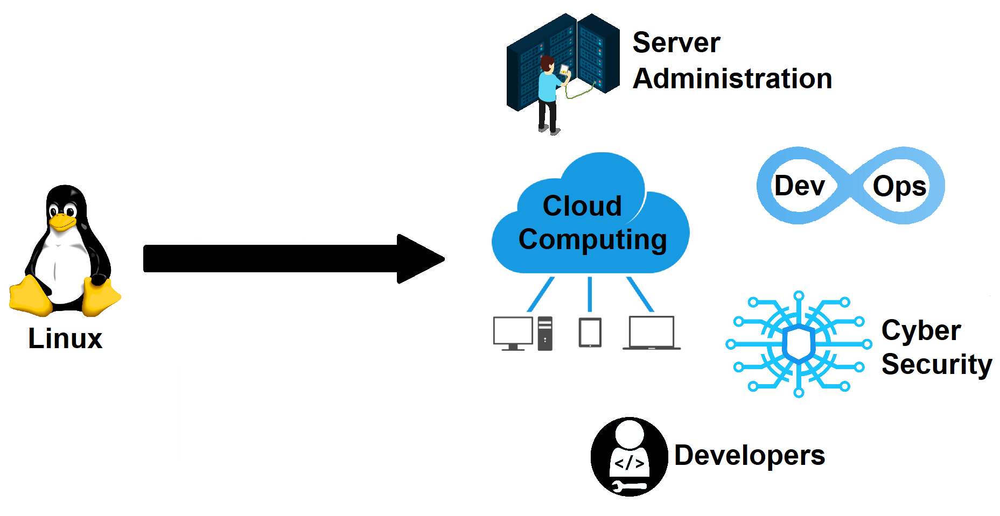 Server
Administration
Dev Ops
Cloud
Computing
Linux
Cyber
Security
</>
Developers